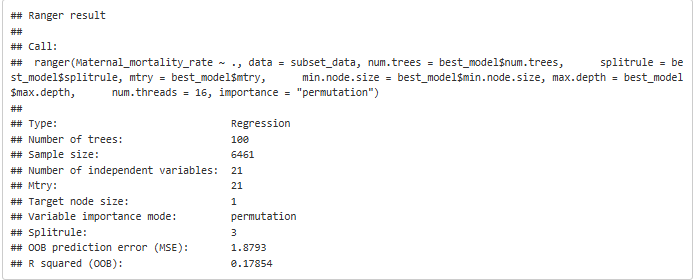 ## Ranger result
##
## Call:
##  ranger(Maternal_mortality_rate ~ ., data = subset_data, num.trees = best_model$num.trees,      splitrule = be
st_model$splitrule, mtry = best_model$mtry,      min.node.size = best_model$min.node.size, max.depth = best_model
$max.depth,      num.threads = 16, importance = "permutation")
##
## Type:                             Regression
## Number of trees:                  100
## Sample size:                      6461
## Number of independent variables:  21
## Mtry:                             21
## Target node size:                 1
## Variable importance mode:         permutation
## Splitrule:                        3
## OOB prediction error (MSE):       1.8793
## R squared (OOB):                  0.17854